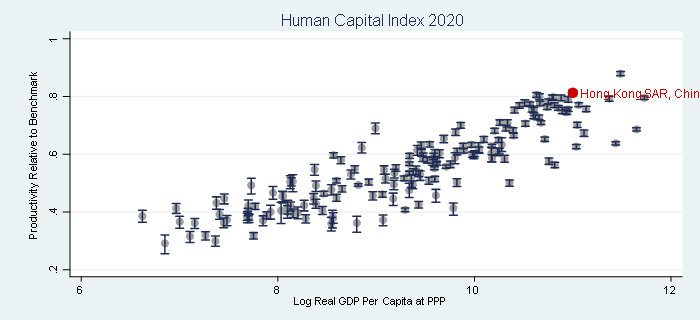 Human Capital Index 2020
Productivity Relative to Benchmark
1
.8
.6
.4
.2
Hong Kong SAR, Chin
6
8
10
12
Log Real GDP Per Capita at PPP